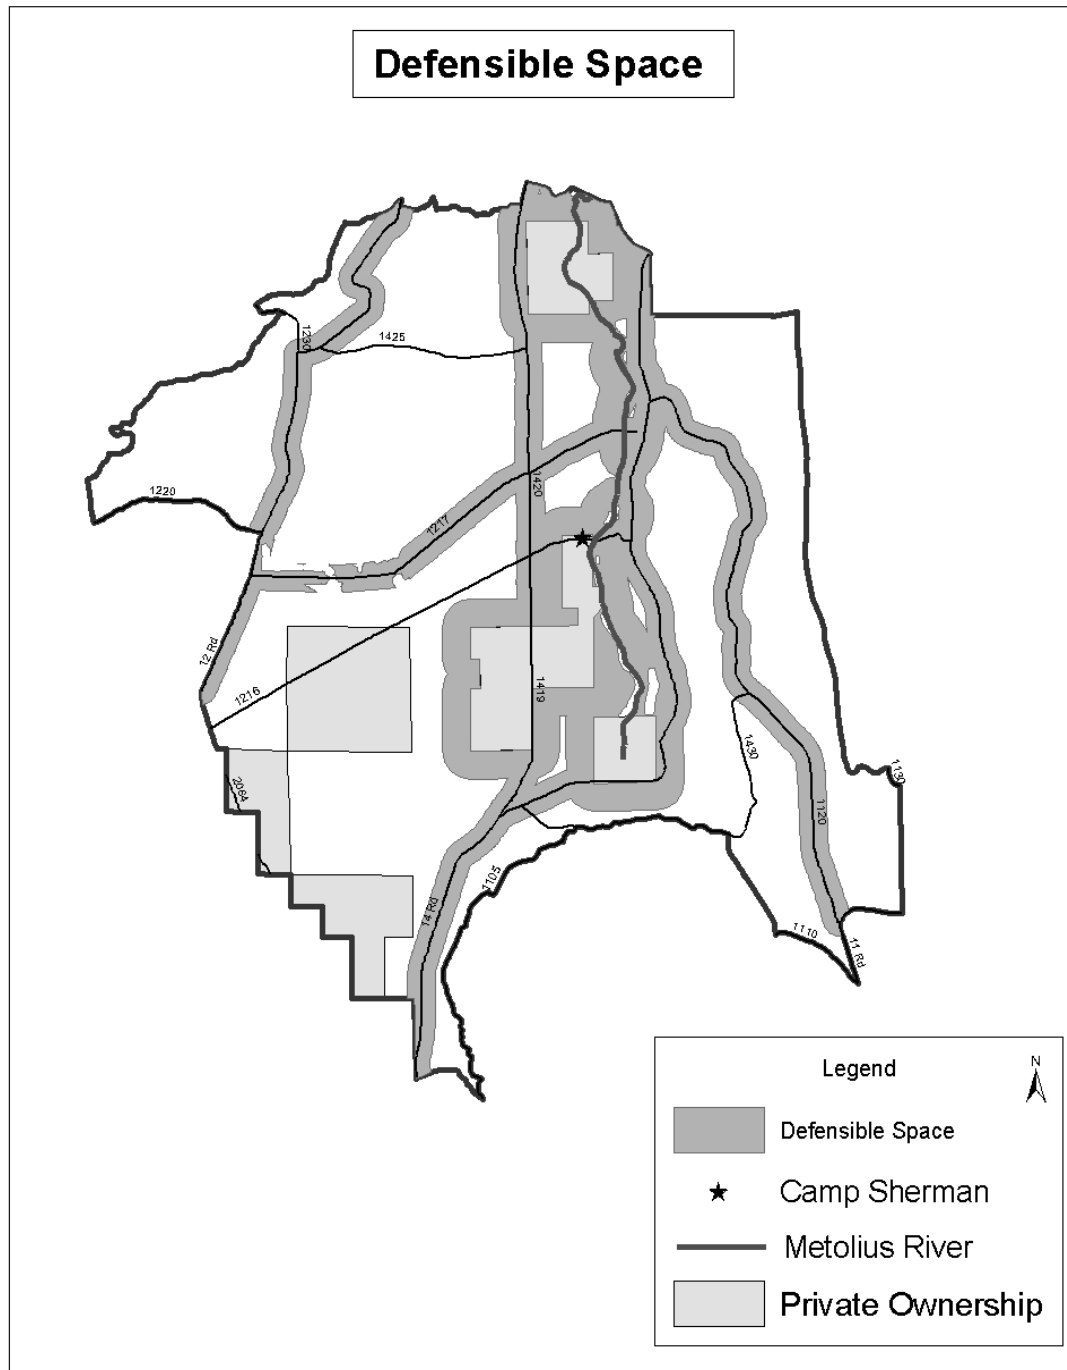 Defensible Space
1230
1425
1220
1420
1217
12 Rd
1216
1419
1430
1130
2064
1120
1105
14 Rd
1110
11 Rd
Legend
N
Defensible Space
Camp Sherman
Metolius River
Private Ownership